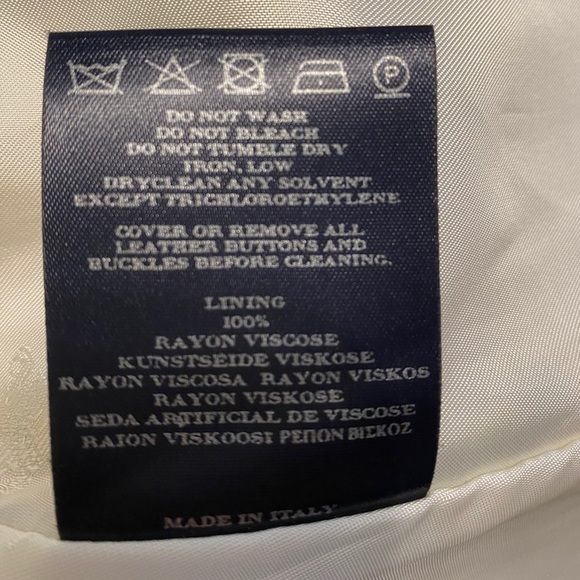 P
DO NOT WASH
DO NOT BLEACH
DO NOT TUMBLE DRY
IRON, LOW
DRYCLEAN ANY SOLVENT
EXCEPT TRICHLOROETHYLENE
COVER OR REMOVE ALL
LEATHER BUTTONS AND
BUCKLES BEFORE CLEANING.
LINING
100%
RAYON VISCOSE
KUNSTSEIDE VISKOSE
RAYON VISCOSA RAYON VISKOS
RAYON VISKOSE
SEDA ARTIFICIAL DE VISCOSE
RAION VISKOOSI ΡΕΠΟΝ ΒΙΣΚΟΖ
MADE IN ITALY